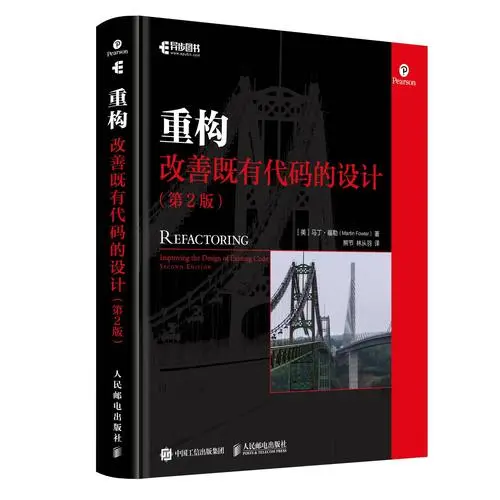 Pearson
重构
改善既有代码的设计
(第2版)
人民邮电出版社
异步图书
www.epubit.com
Pearson
重构
改善既有代码的设计
(第2版)
[美] 马丁·福勒 (Martin Fowler) 著
熊节 林从羽 译
REFACTORING
Improving the Design of Existing Code
SECOND EDITION
中国工信出版集团
人民邮电出版社
POSTS & TELECOM PRESS